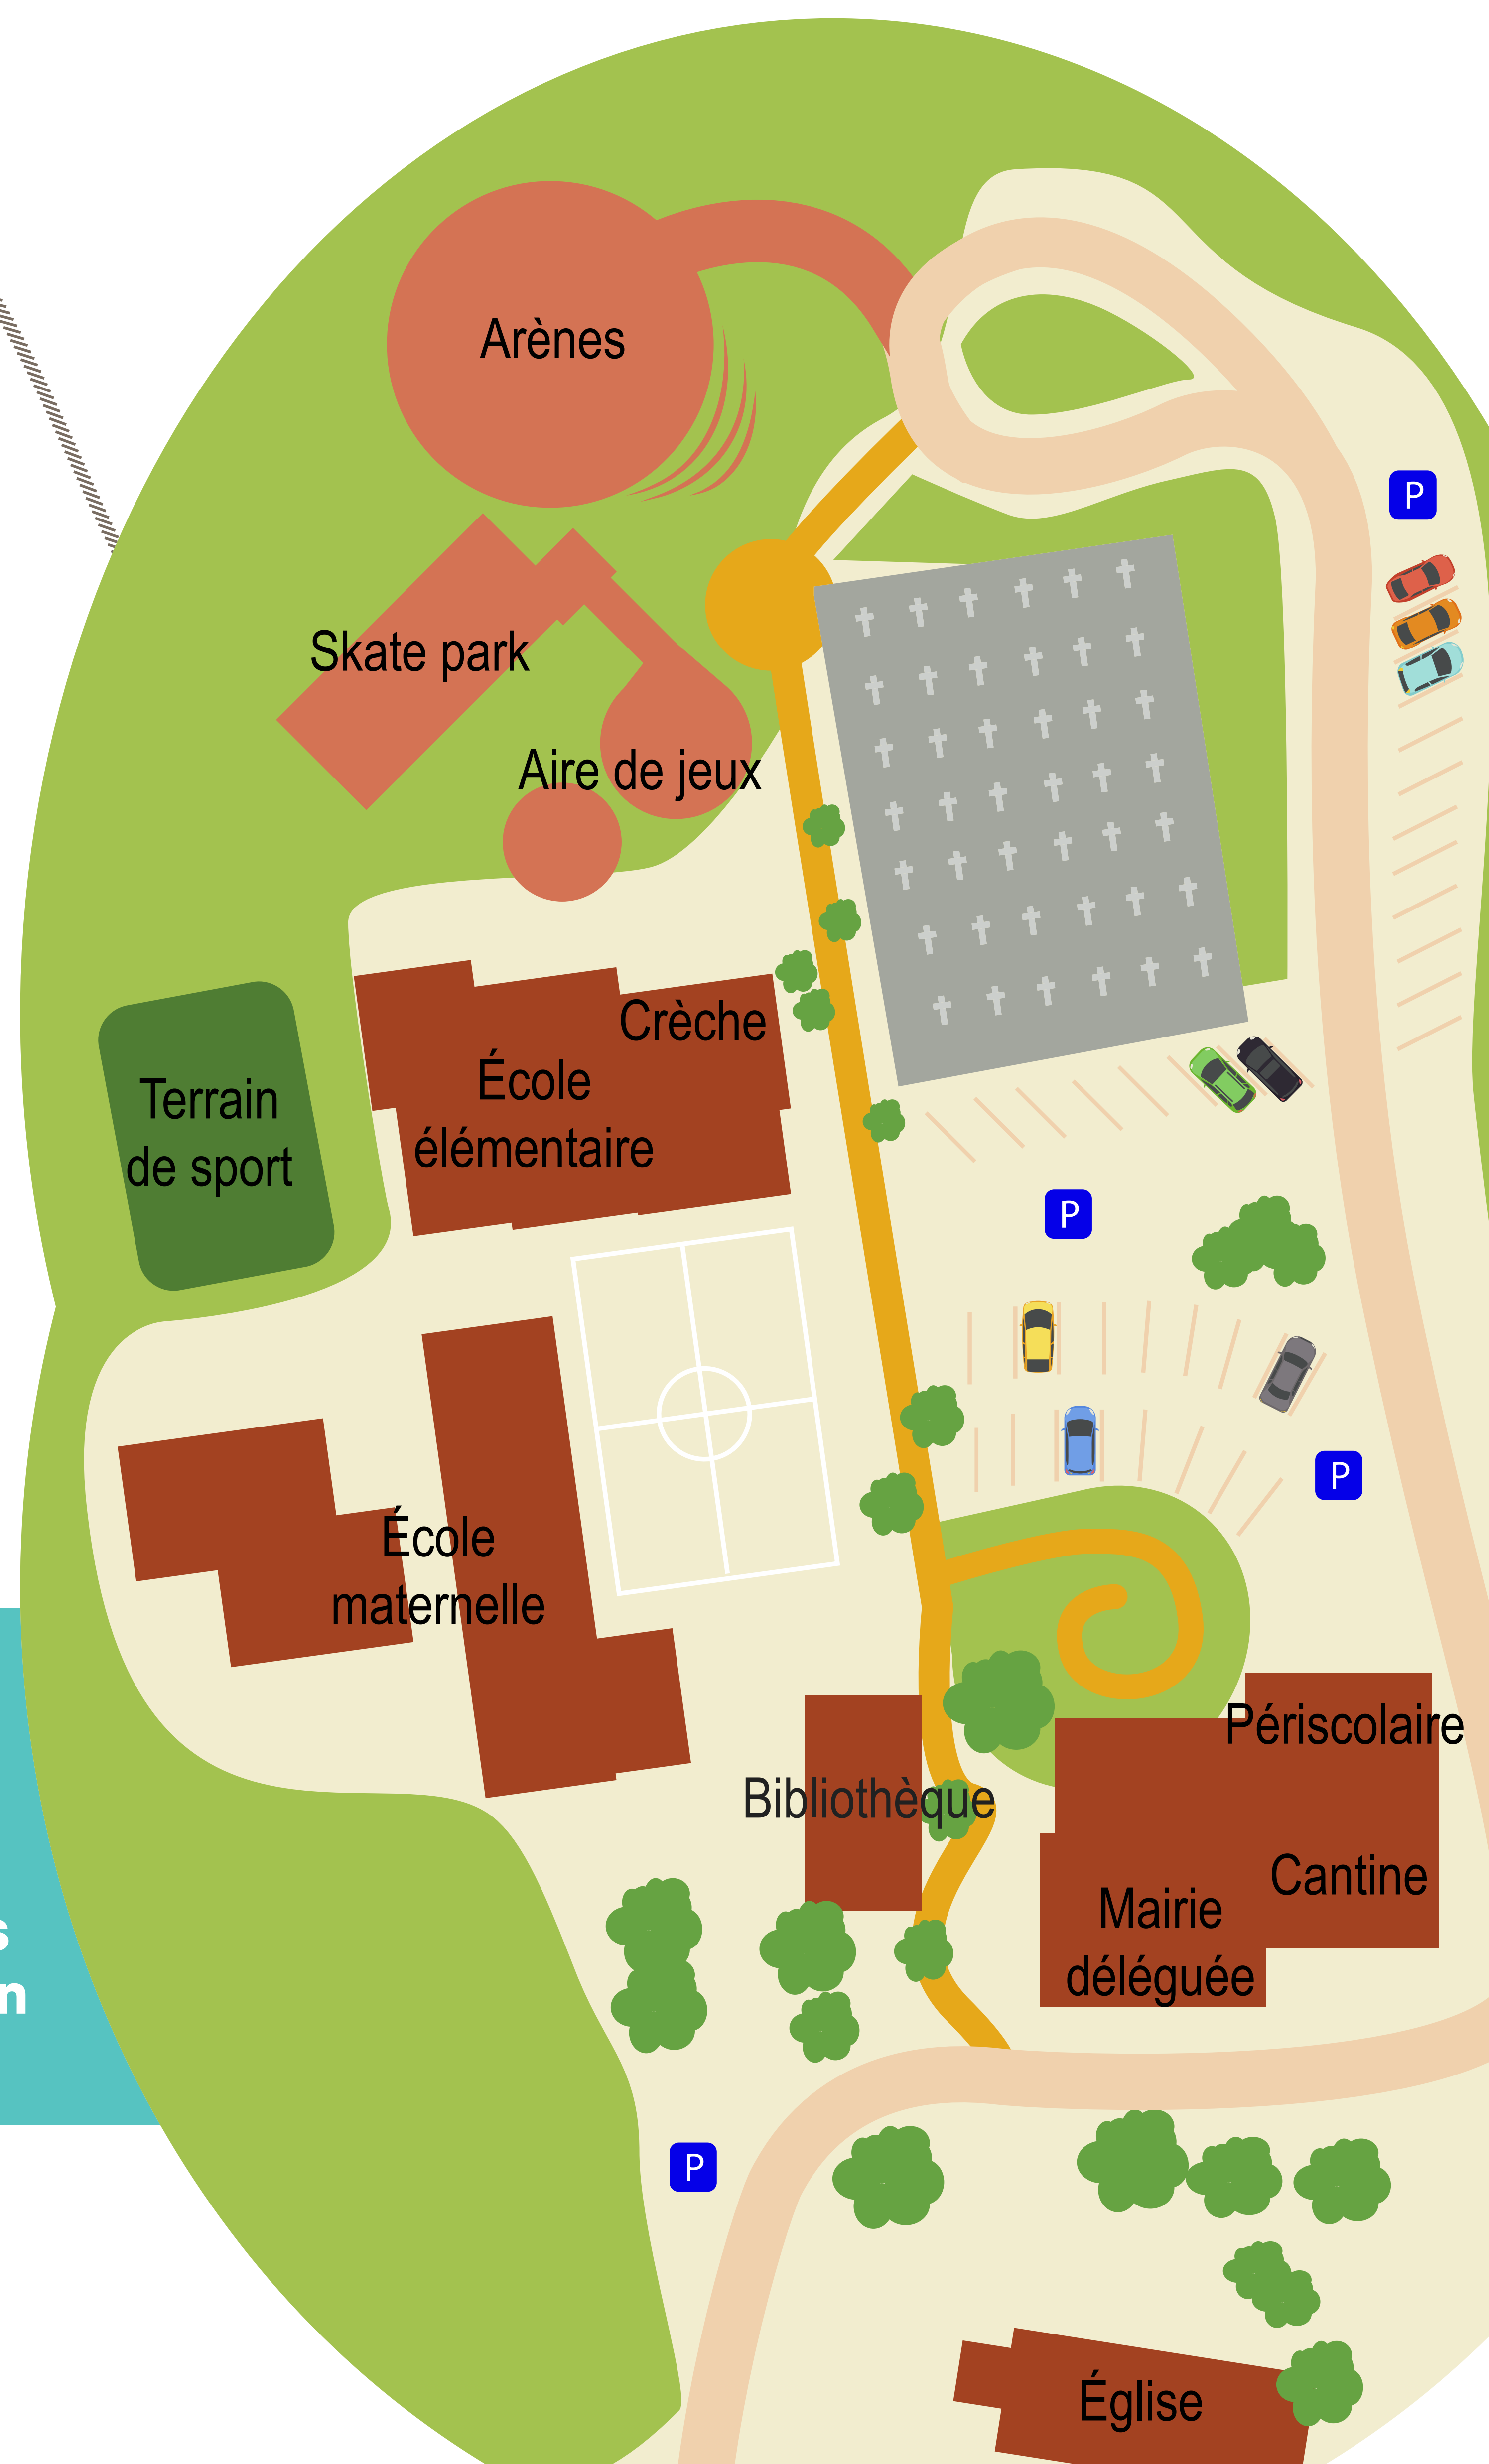 Arènes
P
Skate park
Aire de jeux
Crèche
École
élémentaire
Terrain
de sport
P
P
École
maternelle
Périscolaire
Bibliothèque
Cantine
Mairie
déléguée
s
n
P
Église